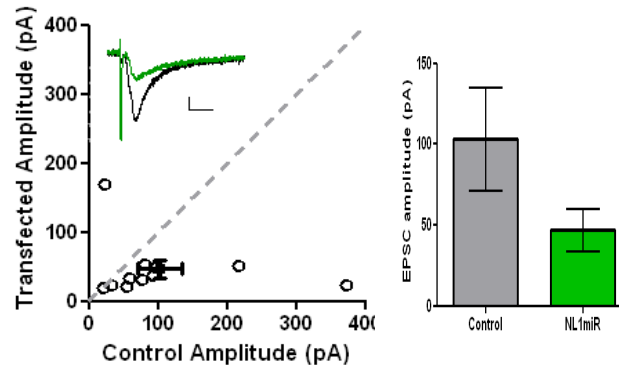 Transfected Amplitude (pA)
400
300
200
100
0
0
100
200
300
400
Control Amplitude (pA)
EPSC amplitude (pA)
150
100
50
0
Control
NL1miR